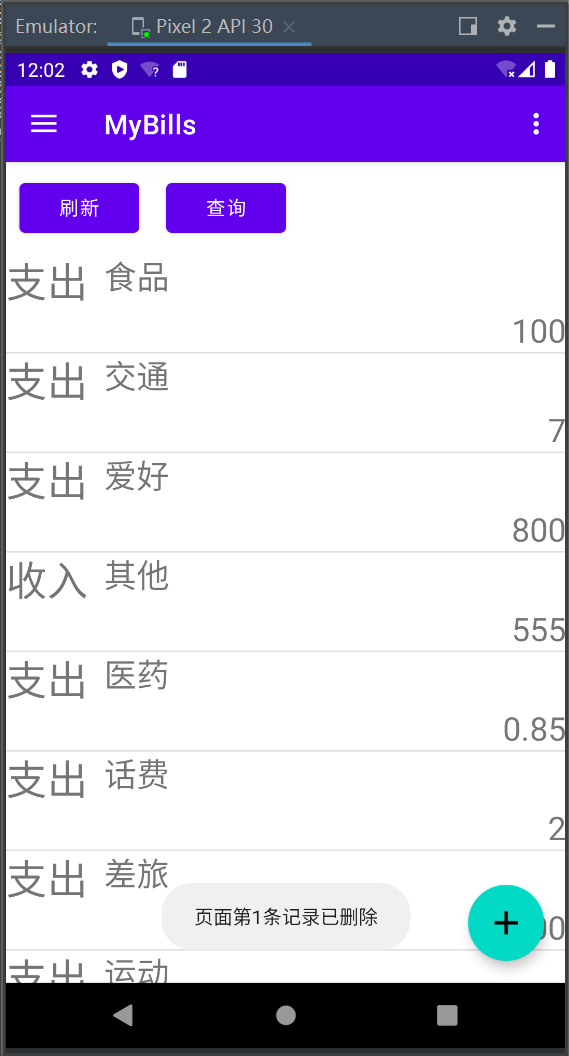 Emulator: Pixel 2 API 30
12:02
MyBills
刷新 查询
支出 食品
100
支出 交通
7
支出 爱好
800
收入 其他
555
支出 医药
0.85
支出 话费
2
支出 差旅
页面第1条记录已删除
支出 运动